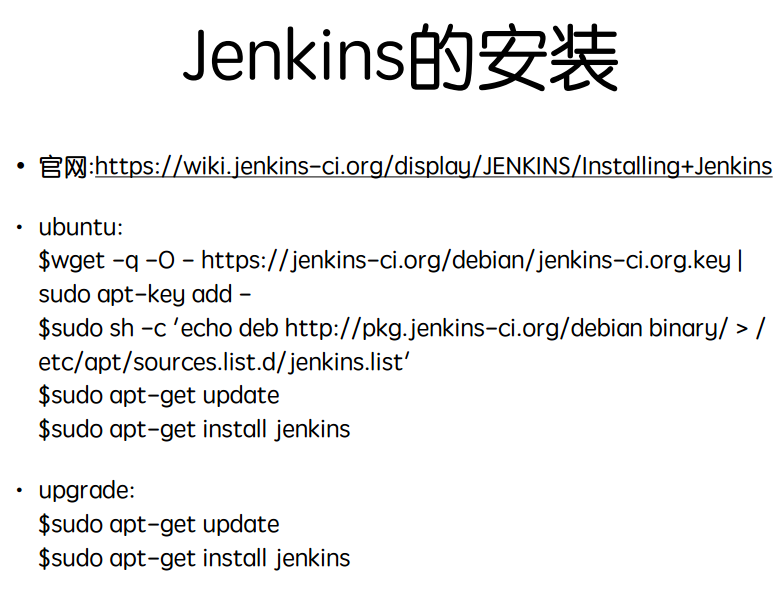 Jenkins的安装
• 官网:https://wiki.jenkins-ci.org/display/JENKINS/Installing+Jenkins
• ubuntu:
$wget -q -O - https://jenkins-ci.org/debian/jenkins-ci.org.key |
sudo apt-key add -
$sudo sh -c 'echo deb http://pkg.jenkins-ci.org/debian binary/ > /
etc/apt/sources.list.d/jenkins.list'
$sudo apt-get update
$sudo apt-get install jenkins
• upgrade:
$sudo apt-get update
$sudo apt-get install jenkins